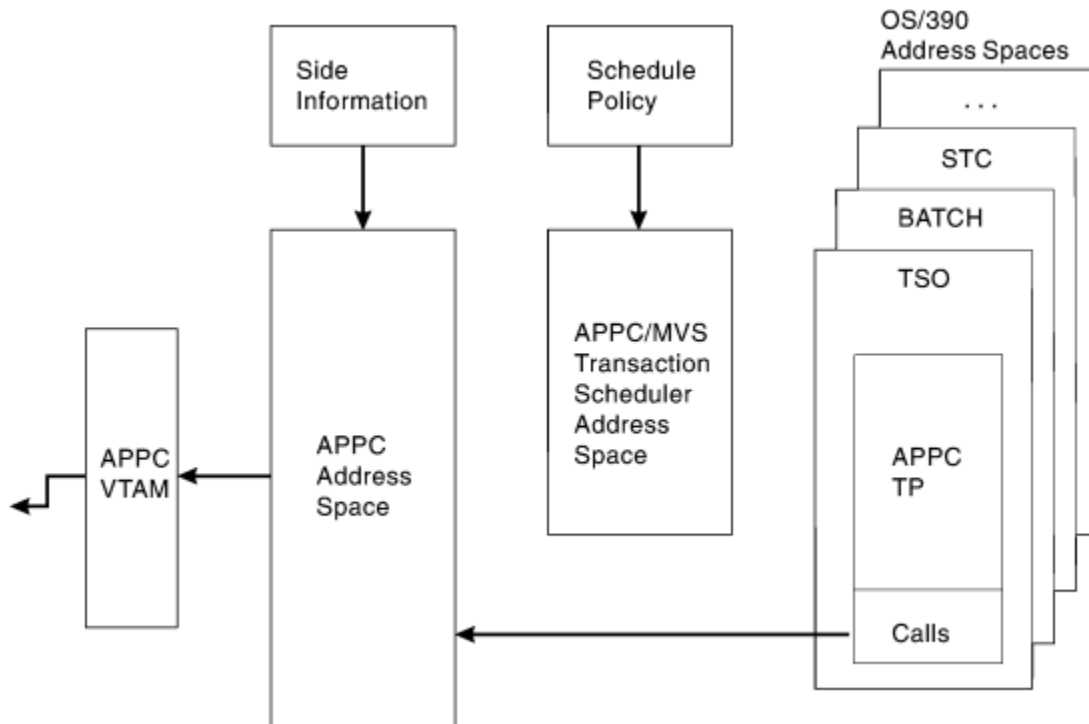 OS/390
Address Spaces
Side
Information
Schedule
Policy
. . .
STC
BATCH
TSO
APPC/MVS
Transaction
Scheduler
Address
Space
APPC
VTAM
APPC
Address
Space
APPC
TP
Calls